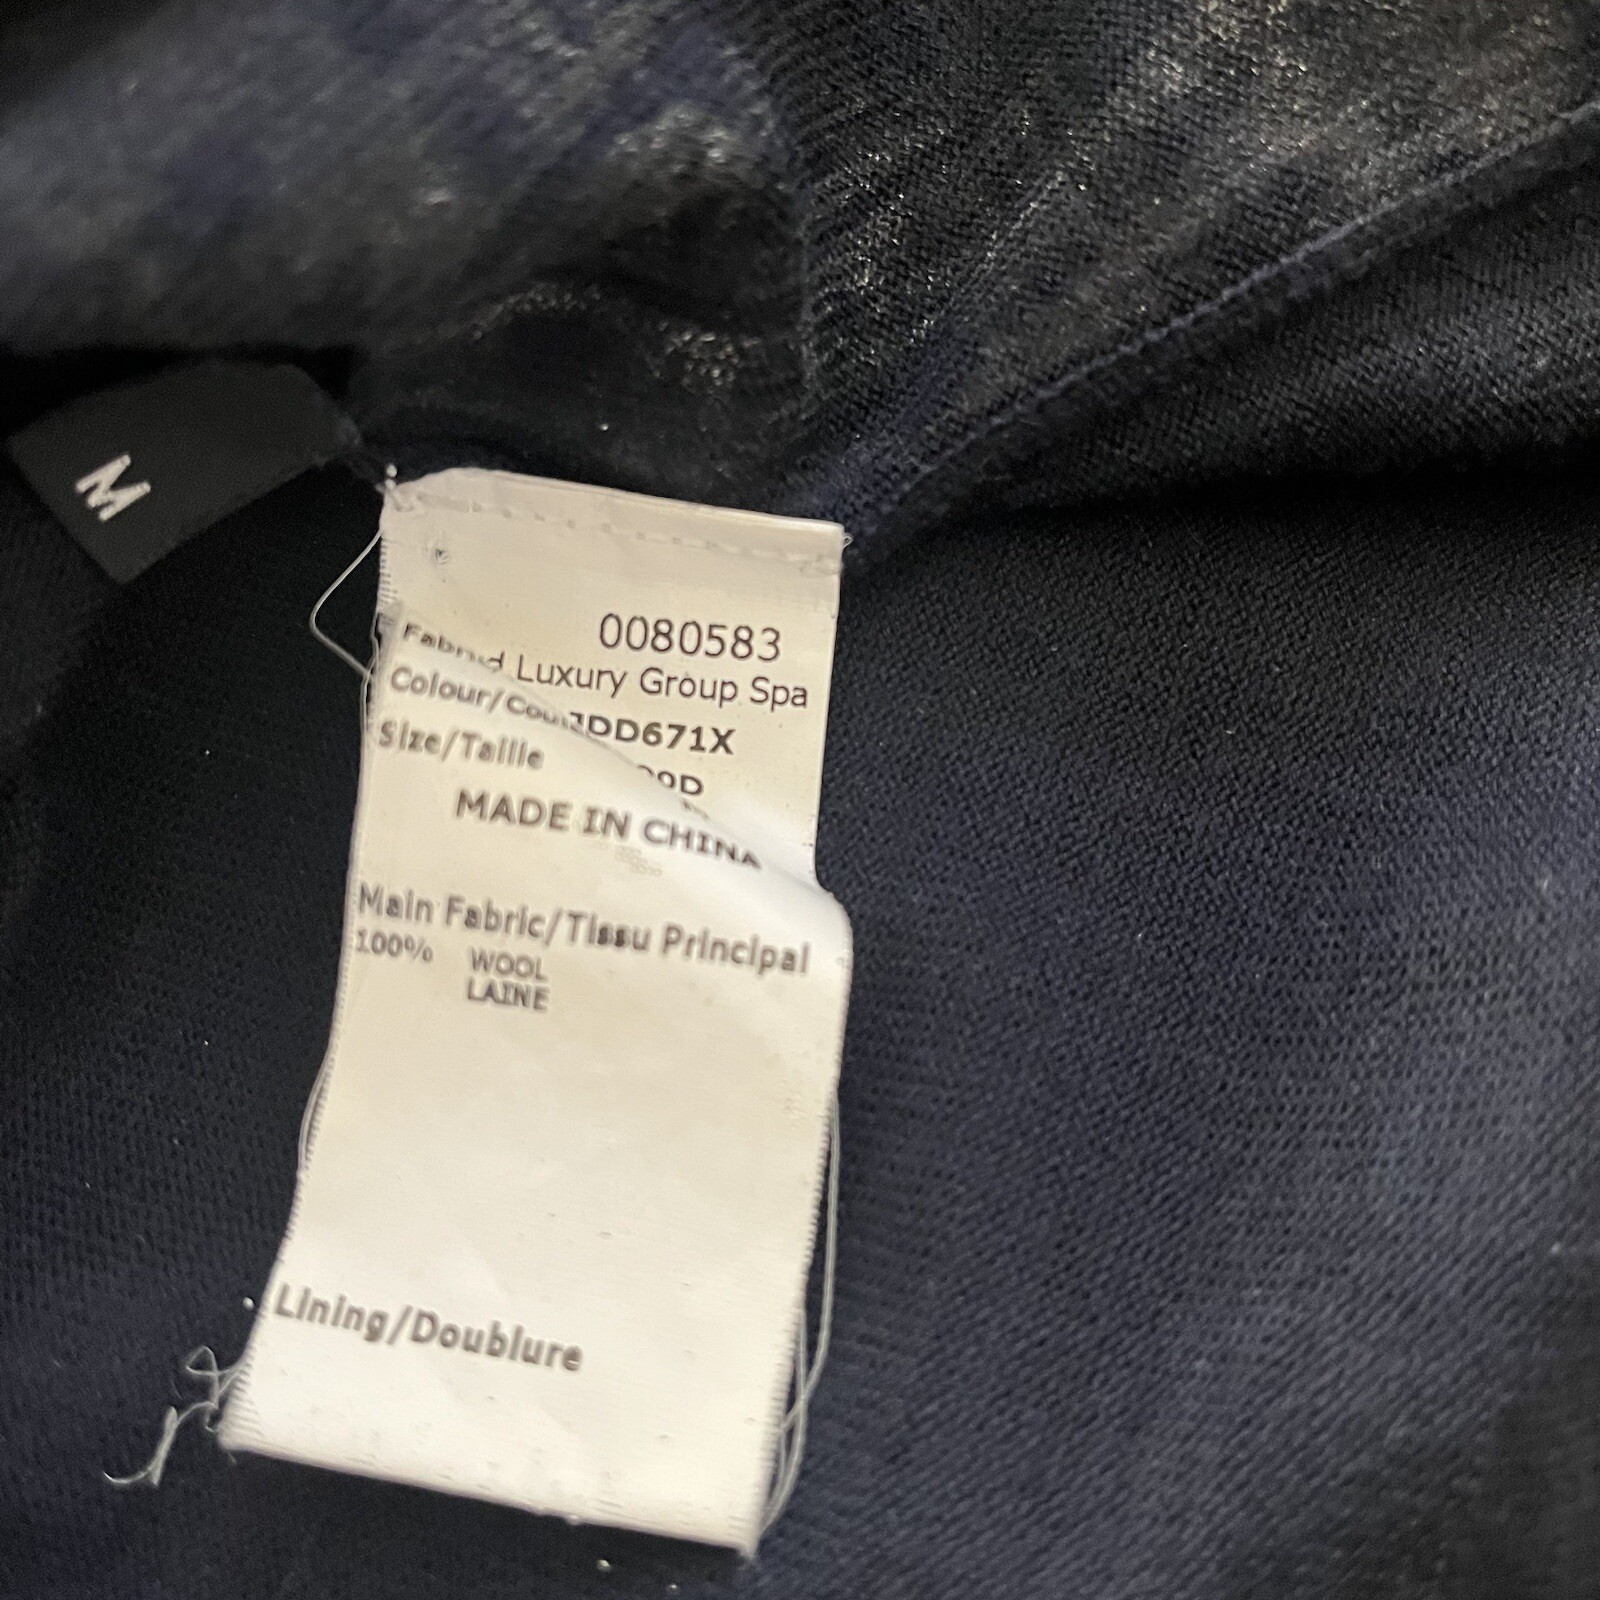 M
0080583
Luxury Group Spa
Colour/
DD671X
Size/Taille
MADE IN CHINA
Main Fabric/Tissu Principal
100% WOOL
LAINE
Lining/Doublure